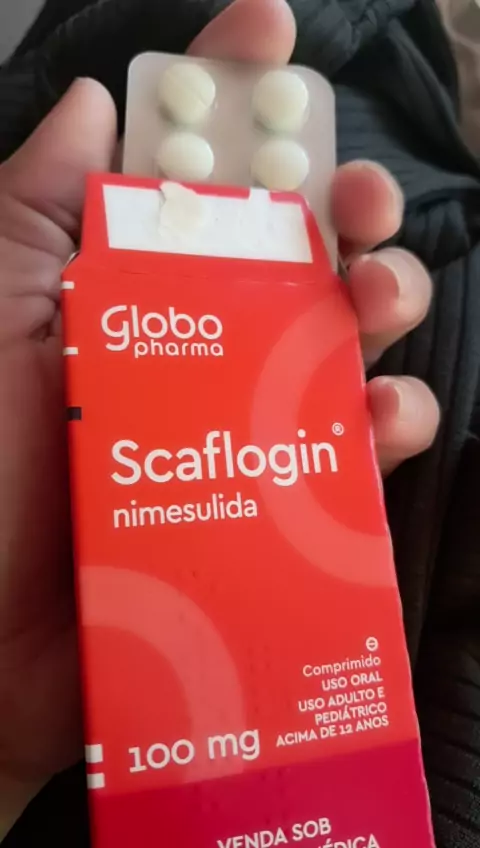 Globo
pharma
Scaflogin®
nimesulida
Comprimido
USO ORAL
USO ADULTO E
PEDIÁTRICO
ACIMA DE 12 ANOS
100 mg
VENDA SOB